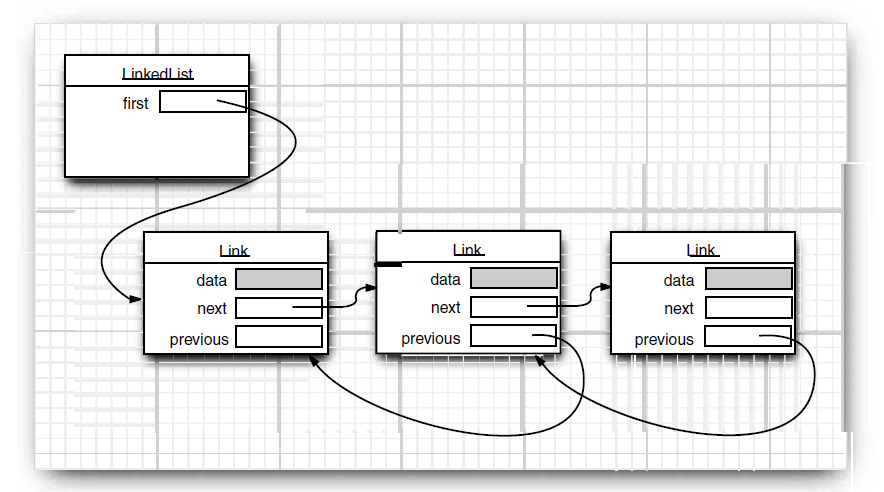 LinkedList
first
Link
data
next
previous
Link
data
next
previous
Link
data
next
previous